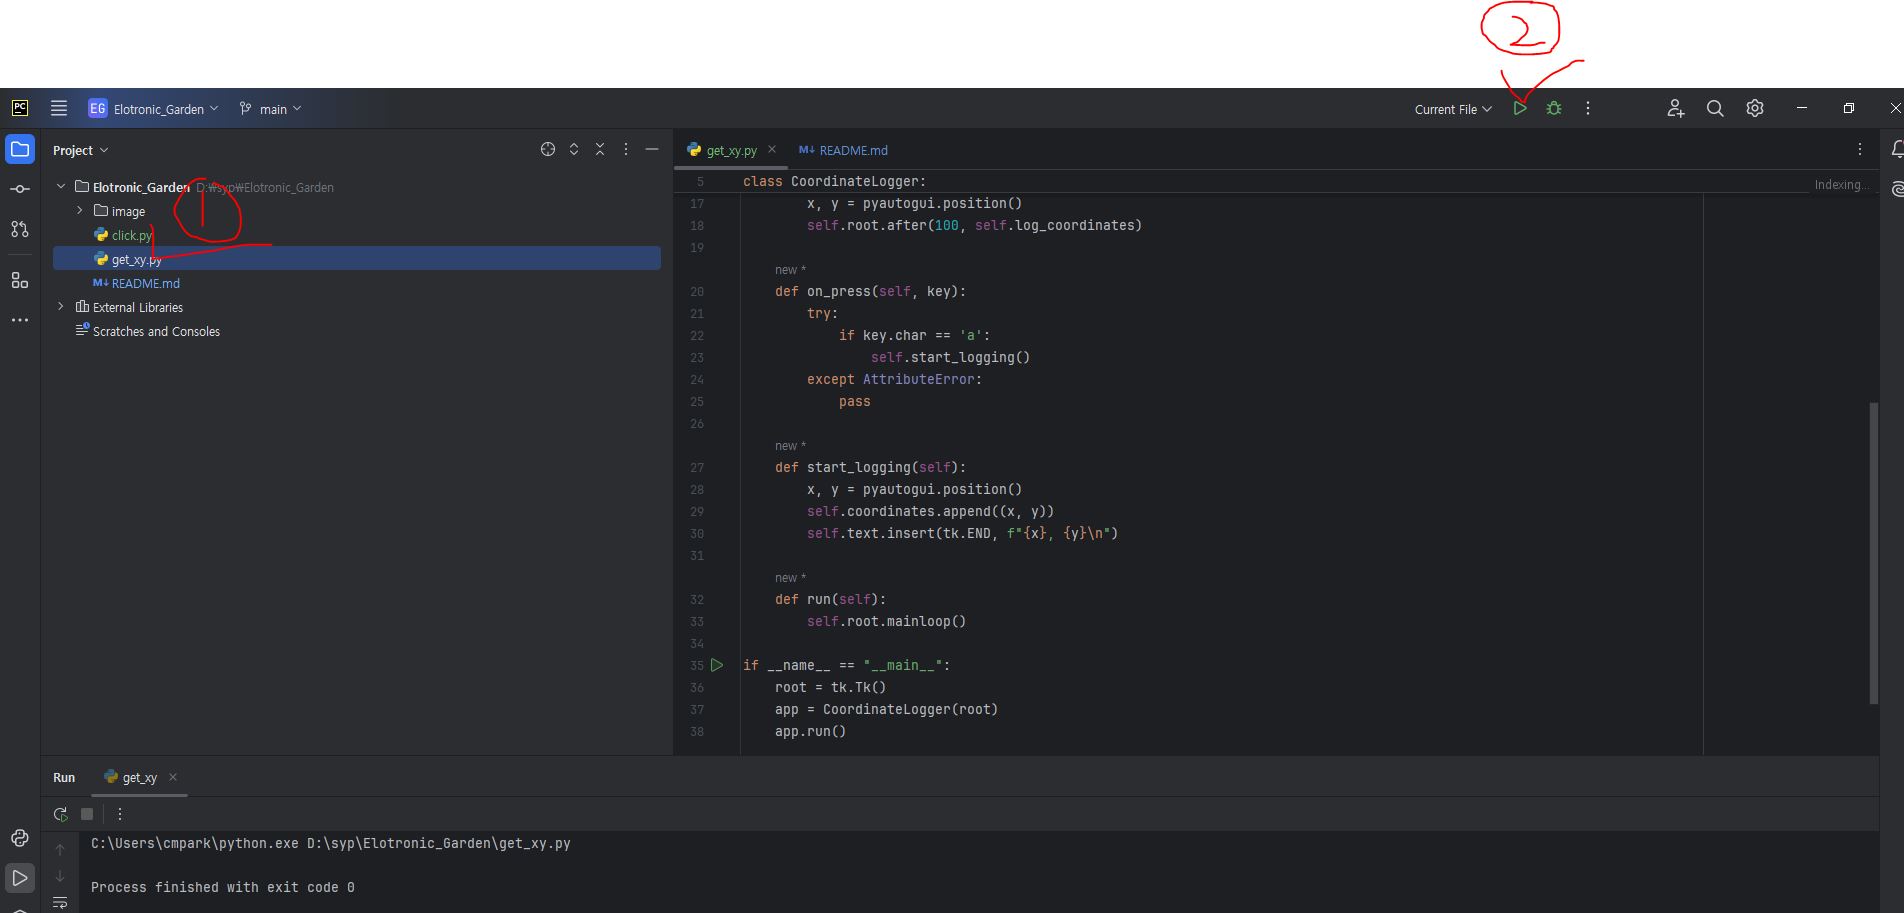 2
PC
EG Elotronic_Garden main
Current File
Project
Elotronic_Garden D:₩syp₩Elotronic_Garden
image
click.py
get_xy.py
M↓ README.md
External Libraries
Scratches and Consoles
1
get_xy.py M↓ README.md
5 class CoordinateLogger:
Indexing...
17 x, y = pyautogui.position()
18 self.root.after(100, self.log_coordinates)
19
new *
20 def on_press(self, key):
21 try:
22 if key.char == 'a':
23 self.start_logging()
24 except AttributeError:
25 pass
26
new *
27 def start_logging(self):
28 x, y = pyautogui.position()
29 self.coordinates.append((x, y))
30 self.text.insert(tk.END, f"{x}, {y}\n")
31
new *
32 def run(self):
33 self.root.mainloop()
34
35 if __name__ == "__main__":
36 root = tk.Tk()
37 app = CoordinateLogger(root)
38 app.run()
Run get_xy
C:\Users\cmpark\python.exe D:\syp\Elotronic_Garden\get_xy.py
Process finished with exit code 0